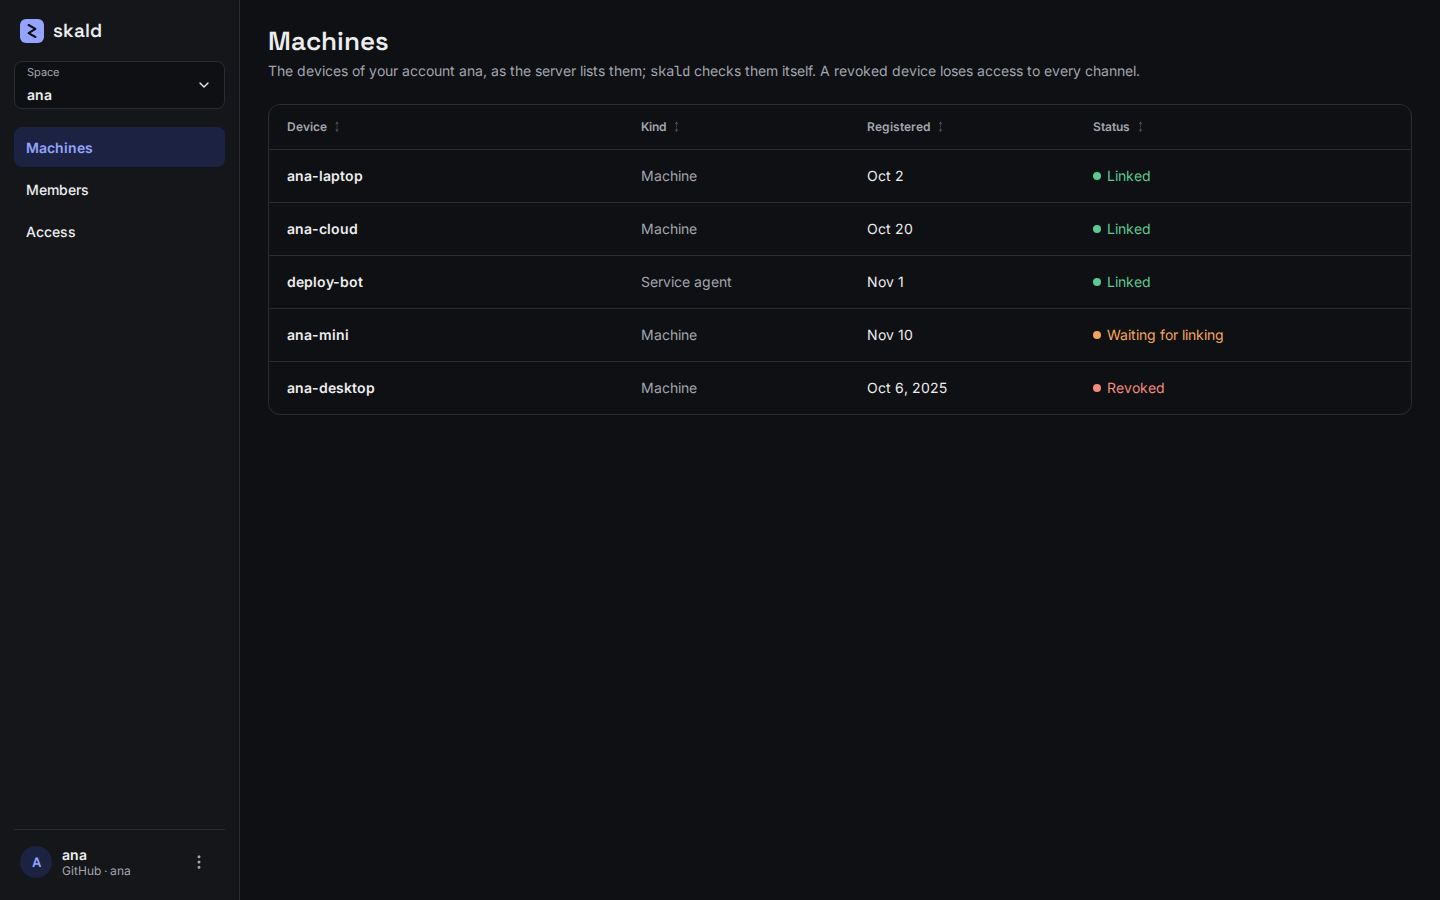 skald
Space
ana
Machines
Members
Access
ana
GitHub · ana
A
Machines
The devices of your account ana, as the server lists them; skald checks them itself. A revoked device loses access to every channel.
Device Kind Registered Status
ana-laptop Machine Oct 2 Linked
ana-cloud Machine Oct 20 Linked
deploy-bot Service agent Nov 1 Linked
ana-mini Machine Nov 10 Waiting for linking
ana-desktop Machine Oct 6, 2025 Revoked